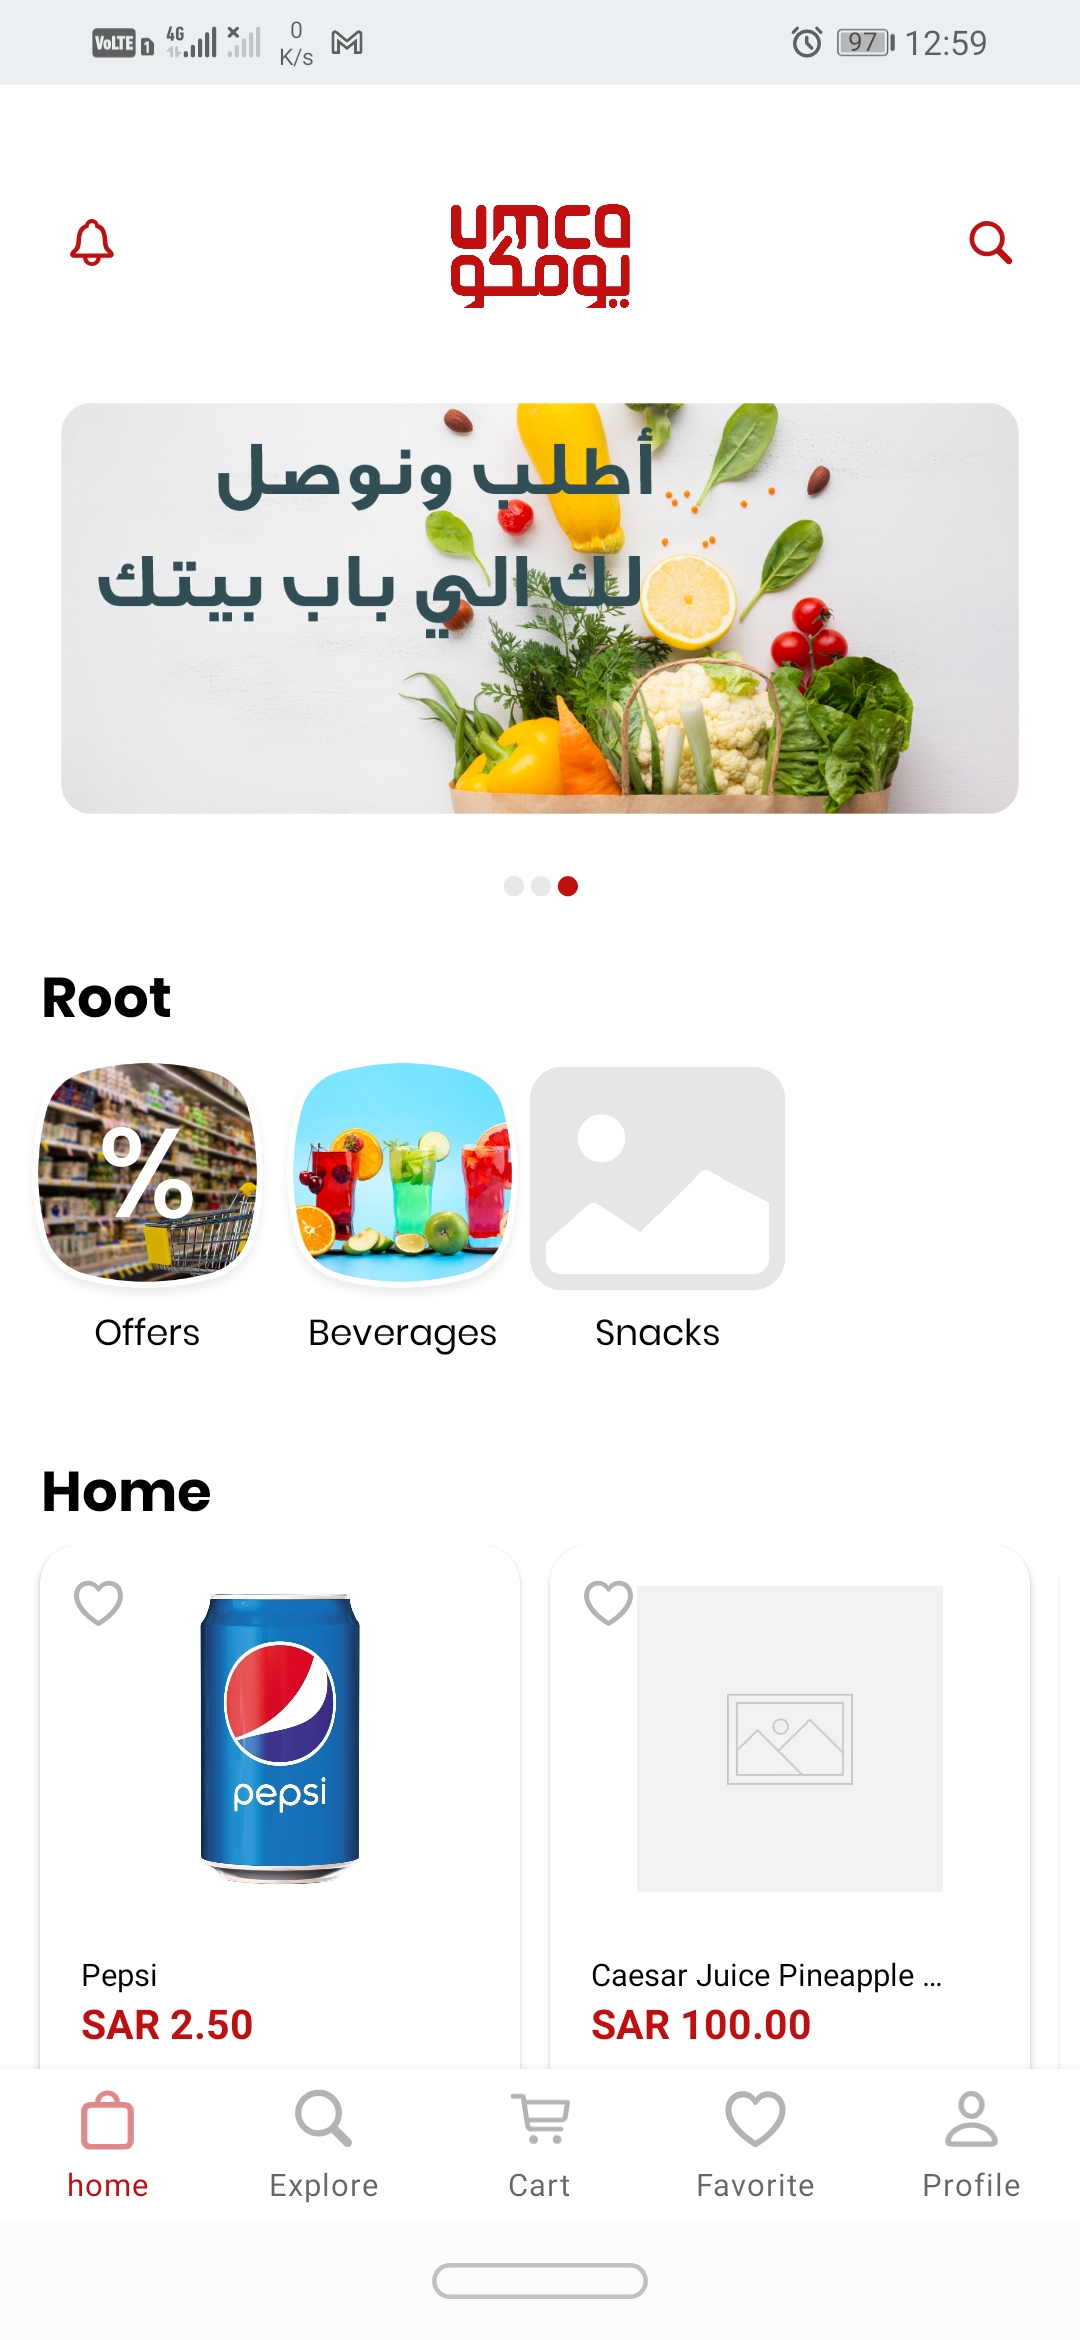 VoLTE 1 4G 0 K/s 97 12:59
umco
يومكو
أطلب ونوصل
لك الي باب بيتك
Root
%
Offers Beverages Snacks
Home
pepsi
Pepsi Caesar Juice Pineapple ...
SAR 2.50 SAR 100.00
home Explore Cart Favorite Profile